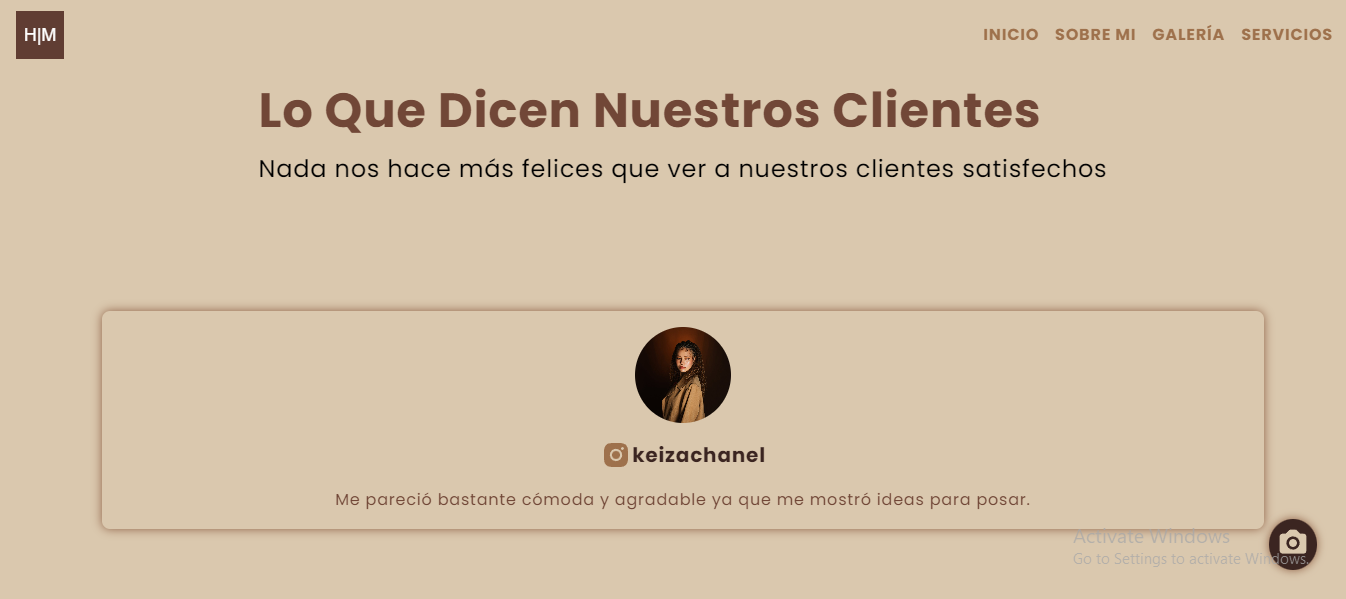 H|M
INICIO SOBRE MI GALERÍA SERVICIOS
Lo Que Dicen Nuestros Clientes
Nada nos hace más felices que ver a nuestros clientes satisfechos
keizachanel
Me pareció bastante cómoda y agradable ya que me mostró ideas para posar.
Activate Windows
Go to Settings to activate Windows.